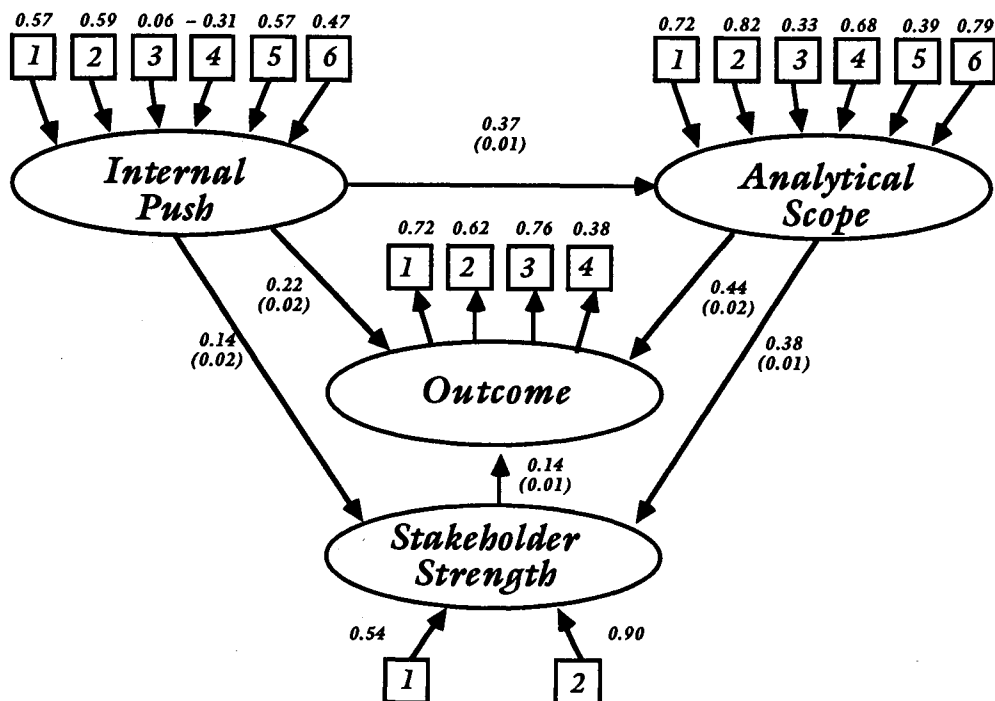 0.57 0.59 0.06 – 0.31 0.57 0.47
1 2 3 4 5 6
0.72 0.82 0.33 0.68 0.39 0.79
1 2 3 4 5 6
Internal
Push
0.37
(0.01)
Analytical
Scope
0.72 0.62 0.76 0.38
1 2 3 4
0.22
(0.02)
0.44
(0.02)
0.14
(0.02)
0.38
(0.01)
Outcome
0.14
(0.01)
Stakeholder
Strength
0.54
0.90
1
2